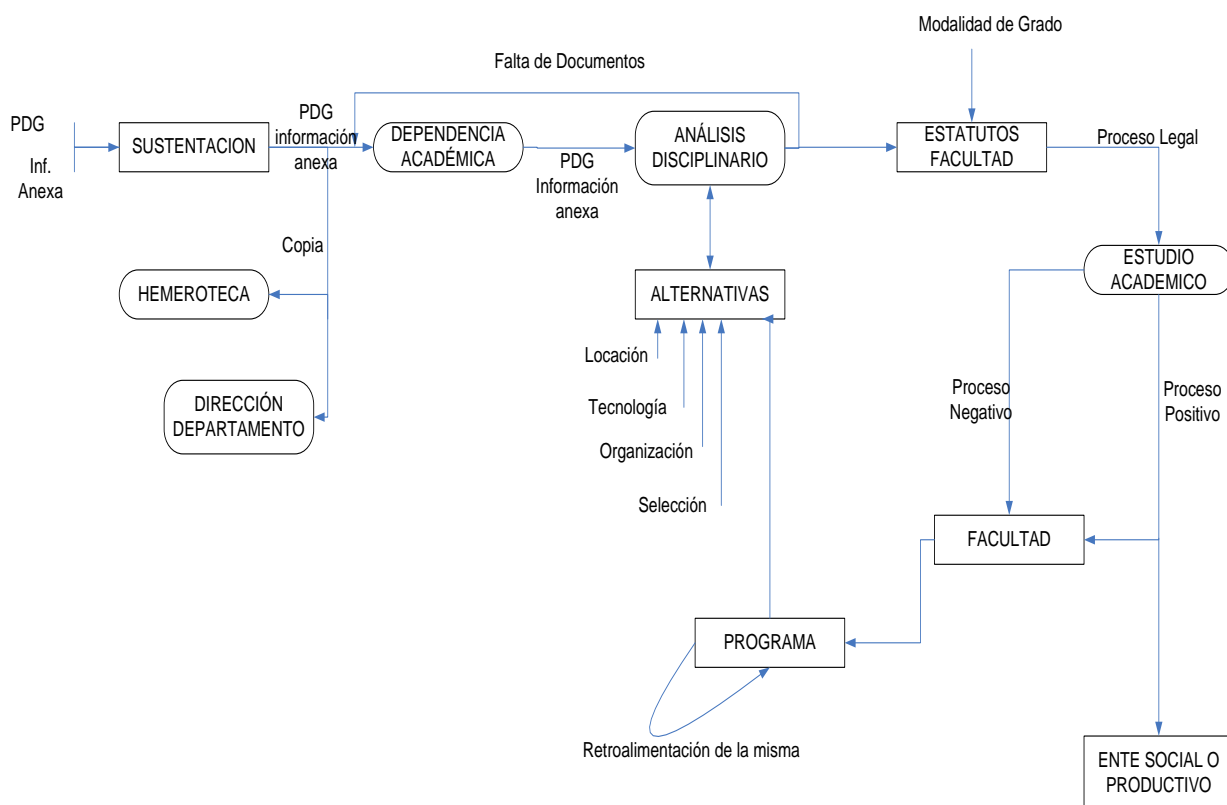 Modalidad de Grado
Falta de Documentos
PDG
Inf.
Anexa
SUSTENTACION
PDG
información
anexa
DEPENDENCIA
ACADÉMICA
PDG
Información
anexa
ANÁLISIS
DISCIPLINARIO
ESTATUTOS
FACULTAD
Proceso Legal
Copia
HEMEROTECA
DIRECCIÓN
DEPARTAMENTO
ALTERNATIVAS
Locación
Tecnología
Organización
Selección
ESTUDIO
ACADEMICO
Proceso
Negativo
Proceso
Positivo
FACULTAD
PROGRAMA
Retroalimentación de la misma
ENTE SOCIAL O
PRODUCTIVO